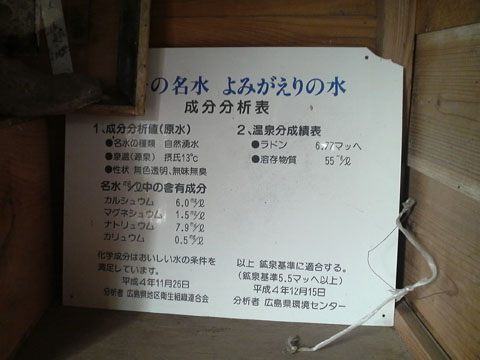 の名水 よみがえりの水
成分分析表
1、成分分析値(原水)
●名水の種類 自然湧水
●泉温(源泉) 摂氏13℃
●性状 無色透明、無味無臭
名水㎎/ℓ中の含有成分
カルシュウム 6.0㎎/ℓ
マグネシュウム 1.5㎎/ℓ
ナトリュウム 7.9㎎/ℓ
カリュウム 0.5㎎/ℓ
化学成分はおいしい水の条件を
満足しています。
平成4年11月26日
分析者 広島県地区衛生組織連合会
2、温泉分成績表
●ラドン 6.77マッヘ
●溶存物質 55㎎/ℓ
以上 鉱泉基準に適合する。
(鉱泉基準5.5マッヘ以上)
平成4年12月15日
分析者 広島県環境センター